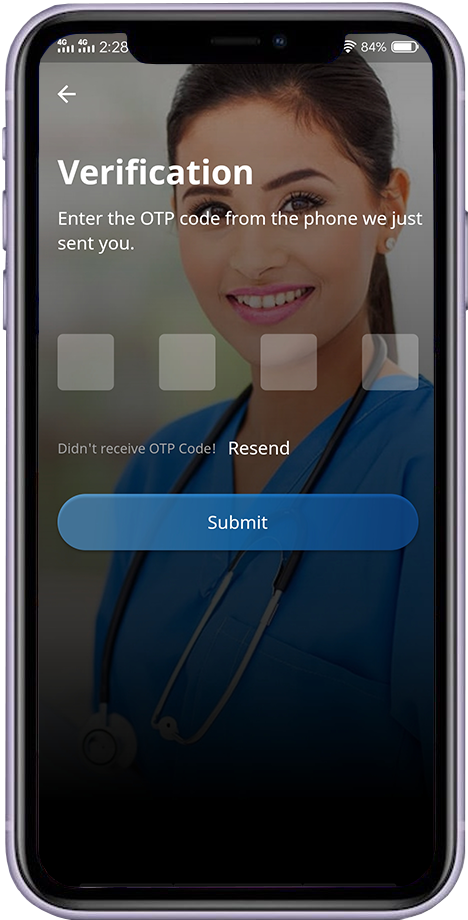 4G 4G 2:28 84%
Verification
Enter the OTP code from the phone we just
sent you.
Didn't receive OTP Code! Resend
Submit